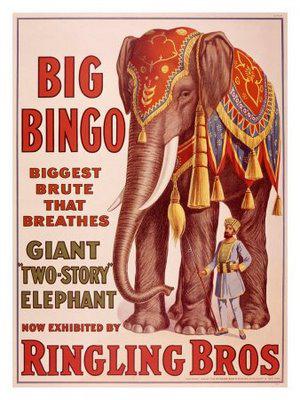 BIG
BINGO
BIGGEST
BRUTE
THAT
BREATHES
GIANT
"TWO-STORY"
ELEPHANT
NOW EXHIBITED BY
RINGLING BROS